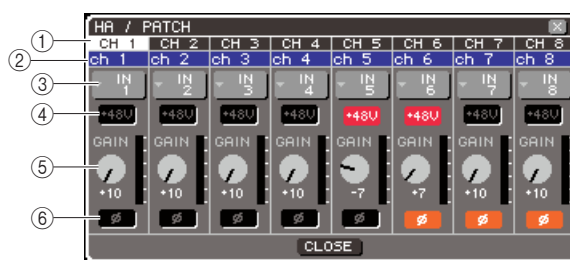 HA / PATCH
① CH 1 CH 2 CH 3 CH 4 CH 5 CH 6 CH 7 CH 8
② ch 1 ch 2 ch 3 ch 4 ch 5 ch 6 ch 7 ch 8
③ IN 1 IN 2 IN 3 IN 4 IN 5 IN 6 IN 7 IN 8
④ +48V +48V +48V +48V +48V +48V +48V +48V
GAIN GAIN GAIN GAIN GAIN GAIN GAIN GAIN
⑤
+10 +10 +10 +10 -7 +7 +10 +10
⑥ ø ø ø ø ø ø ø ø
CLOSE